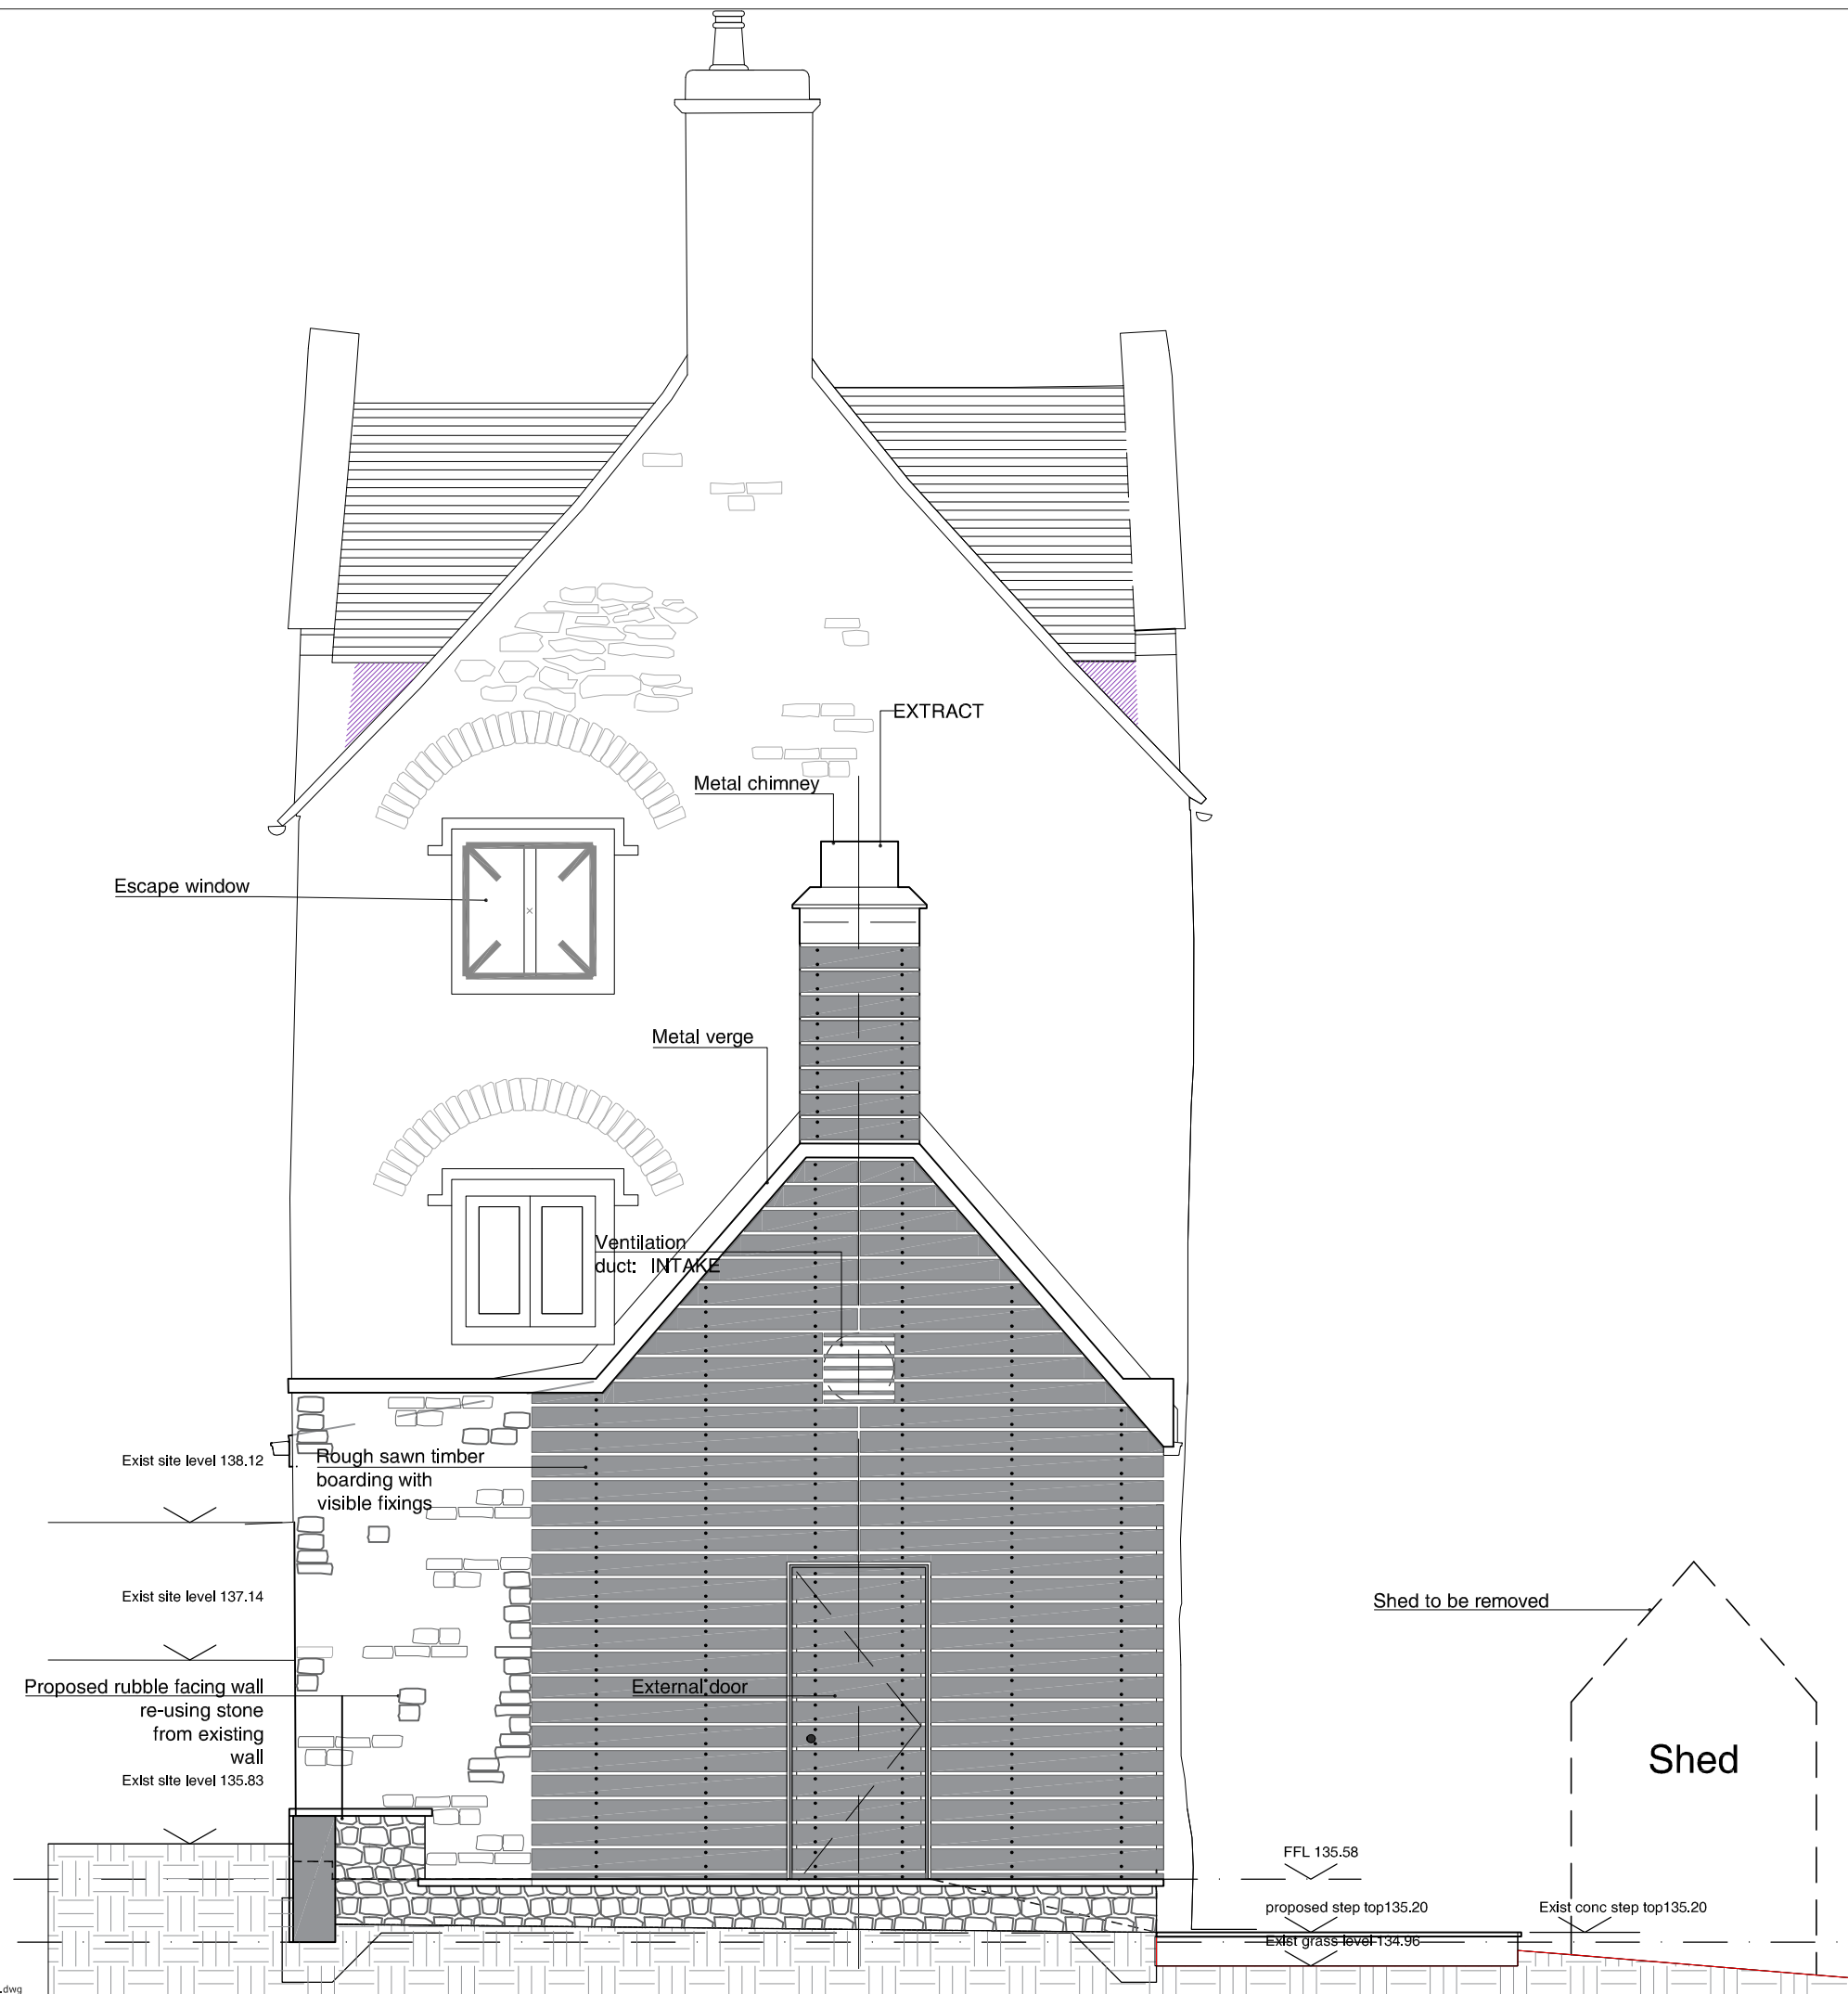 EXTRACT
Metal chimney
Escape window
Metal verge
Ventilation
duct: INTAKE
Exist site level 138.12
Rough sawn timber
boarding with
visible fixings
Exist site level 137.14
Shed to be removed
Proposed rubble facing wall
re-using stone
from existing
wall
External door
Shed
Exist site level 135.83
FFL 135.58
proposed step top135.20
Exist conc step top135.20
Exist grass level 134.96
.dwg